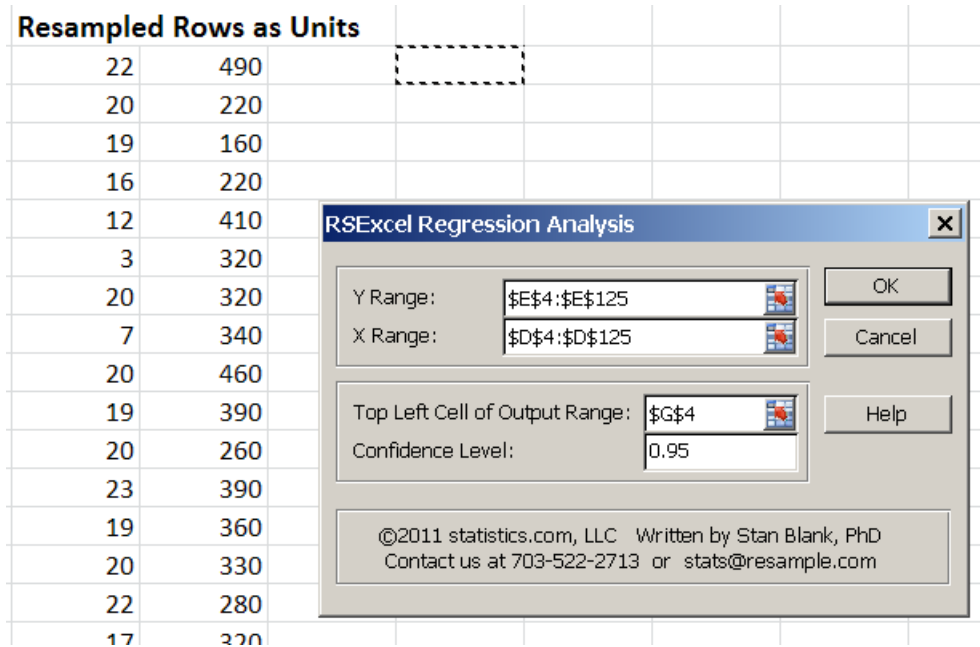 Resampled Rows as Units
22 490
20 220
19 160
16 220
12 410
3 320
20 320
7 340
20 460
19 390
20 260
23 390
19 360
20 330
22 280
17 320
RSExcel Regression Analysis
Y Range: $E$4:$E$125
X Range: $D$4:$D$125
OK
Cancel
Top Left Cell of Output Range: $G$4
Confidence Level: 0.95
Help
©2011 statistics.com, LLC Written by Stan Blank, PhD
Contact us at 703-522-2713 or stats@resample.com